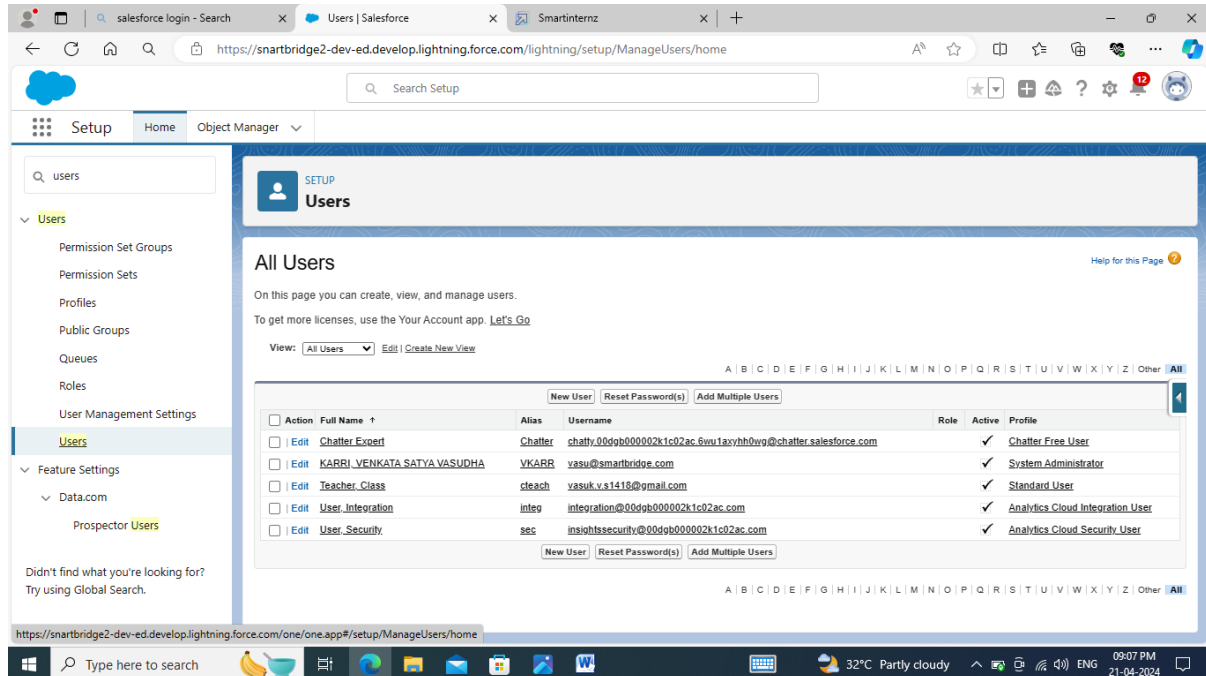 salesforce login - Search
Users | Salesforce
Smartinternz
https://snartbridge2-dev-ed.develop.lightning.force.com/lightning/setup/ManageUsers/home
Search Setup
12
Setup Home Object Manager
users
Users
Permission Set Groups
Permission Sets
Profiles
Public Groups
Queues
Roles
User Management Settings
Users
Feature Settings
Data.com
Prospector Users
Didn't find what you're looking for?
Try using Global Search.
SETUP
Users
All Users
Help for this Page
On this page you can create, view, and manage users.
To get more licenses, use the Your Account app. Let's Go
View: All Users Edit | Create New View
A | B | C | D | E | F | G | H | I | J | K | L | M | N | O | P | Q | R | S | T | U | V | W | X | Y | Z | Other All
New User Reset Password(s) Add Multiple Users
Action Full Name ↑ Alias Username Role Active Profile
| Edit Chatter Expert Chatter chatty.00dgb000002k1c02ac.6wu1axyhh0wg@chatter.salesforce.com Chatter Free User
| Edit KARRI, VENKATA SATYA VASUDHA VKARR vasu@smartbridge.com System Administrator
| Edit Teacher, Class cteach vasuk.v.s1418@gmail.com Standard User
| Edit User, Integration integ integration@00dgb000002k1c02ac.com Analytics Cloud Integration User
| Edit User, Security sec insightssecurity@00dgb000002k1c02ac.com Analytics Cloud Security User
New User Reset Password(s) Add Multiple Users
A | B | C | D | E | F | G | H | I | J | K | L | M | N | O | P | Q | R | S | T | U | V | W | X | Y | Z | Other All
https://snartbridge2-dev-ed.develop.lightning.force.com/one/one.app#/setup/ManageUsers/home
Type here to search
32°C Partly cloudy
ENG
09:07 PM
21-04-2024